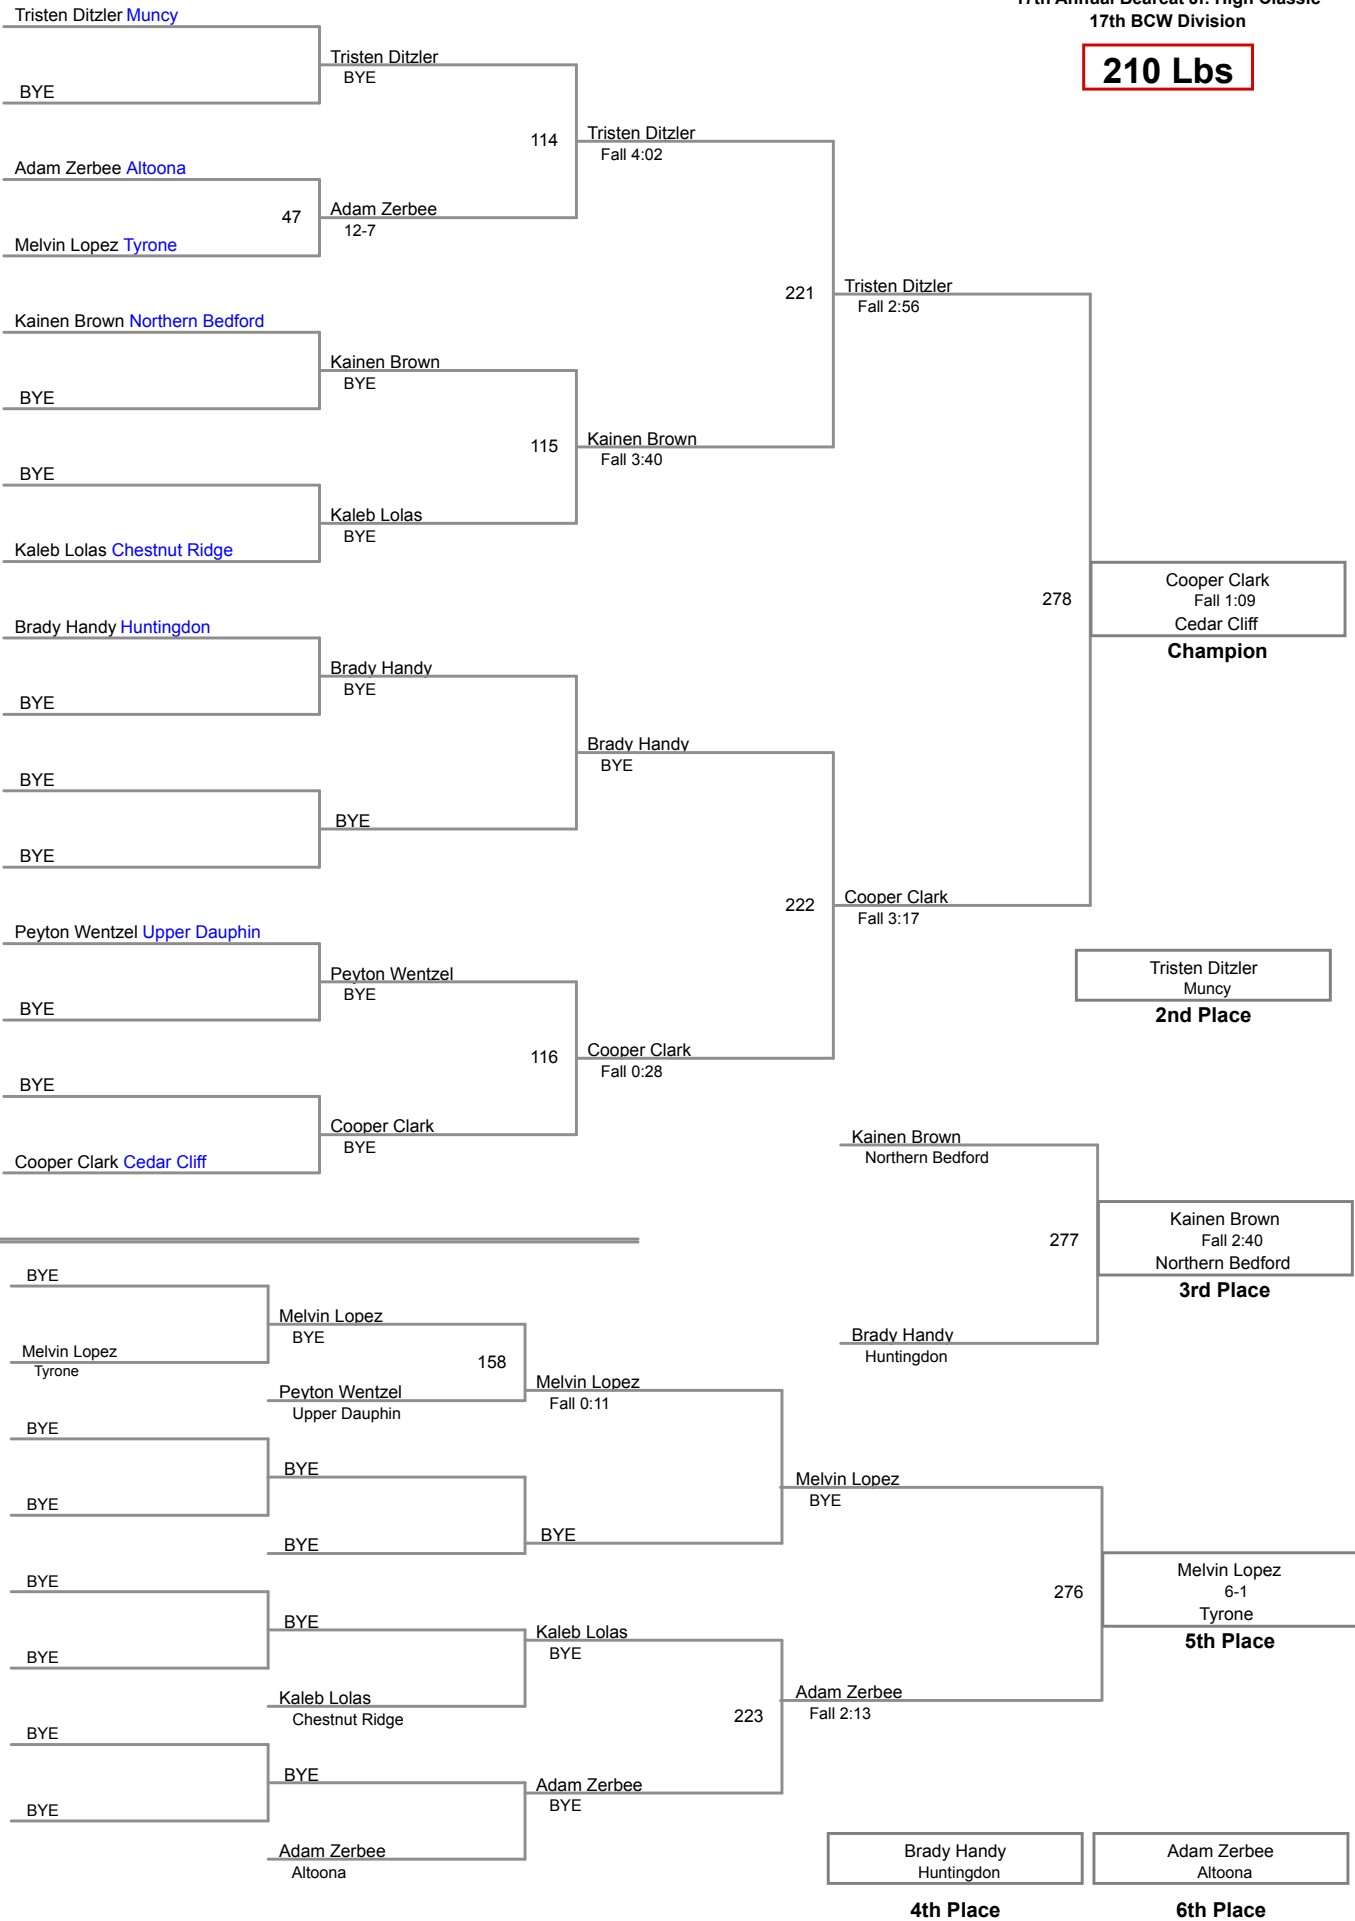 17th Annual Bearcat Jr. High Classic
17th BCW Division
210 Lbs
Tristen Ditzler Muncy
BYE
Tristen Ditzler
BYE
Adam Zerbee Altoona
Melvin Lopez Tyrone
47
Adam Zerbee
12-7
114
Tristen Ditzler
Fall 4:02
Kainen Brown Northern Bedford
BYE
Kainen Brown
BYE
BYE
Kaleb Lolas Chestnut Ridge
Kaleb Lolas
BYE
115
Kainen Brown
Fall 3:40
221
Tristen Ditzler
Fall 2:56
Brady Handy Huntingdon
BYE
Brady Handy
BYE
BYE
BYE
BYE
Brady Handy
BYE
Peyton Wentzel Upper Dauphin
BYE
Peyton Wentzel
BYE
BYE
Cooper Clark Cedar Cliff
Cooper Clark
BYE
116
Cooper Clark
Fall 0:28
222
Cooper Clark
Fall 3:17
278
Cooper Clark
Fall 1:09
Cedar Cliff
Champion
Tristen Ditzler
Muncy
2nd Place
Kainen Brown
Northern Bedford
277
Brady Handy
Huntingdon
Kainen Brown
Fall 2:40
Northern Bedford
3rd Place
BYE
Melvin Lopez
Tyrone
Melvin Lopez
BYE
158
Peyton Wentzel
Upper Dauphin
Melvin Lopez
Fall 0:11
BYE
BYE
BYE
BYE
BYE
Melvin Lopez
BYE
BYE
BYE
BYE
Kaleb Lolas
Chestnut Ridge
Kaleb Lolas
BYE
BYE
BYE
BYE
Adam Zerbee
Altoona
Adam Zerbee
BYE
223
Adam Zerbee
Fall 2:13
276
Melvin Lopez
6-1
Tyrone
5th Place
Brady Handy
Huntingdon
4th Place
Adam Zerbee
Altoona
6th Place